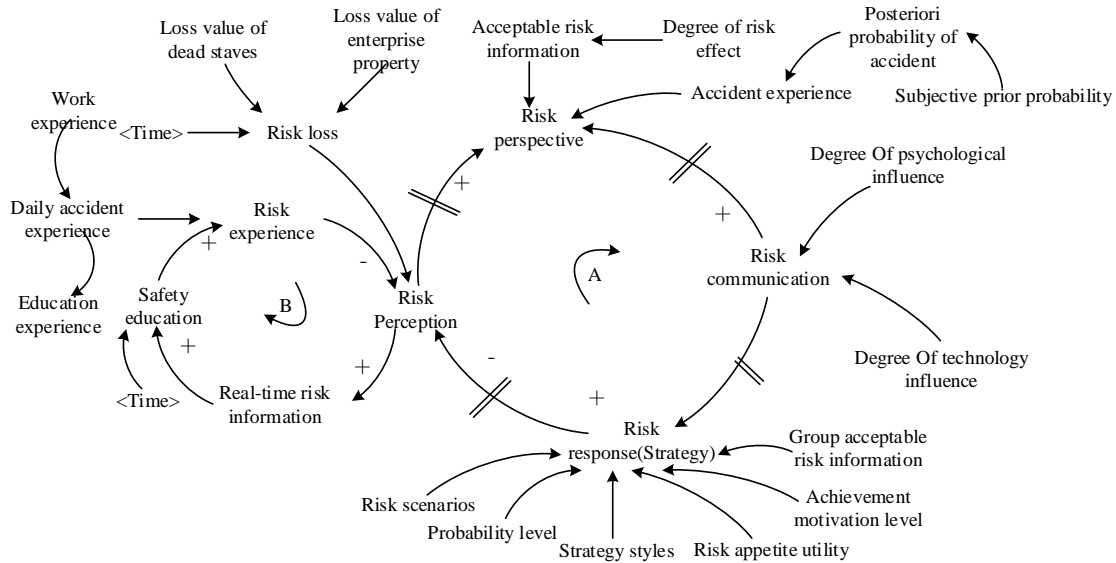 Loss value of
dead staves
Loss value of
enterprise
property
Acceptable risk
information
Degree of risk
effect
Posteriori
probability of
accident
Work
experience
<Time>
Risk loss
Risk
perspective
Accident experience
Subjective prior probability
Degree Of psychological
influence
Daily accident
experience
Risk
experience
+
+
+
-
A
Risk
communication
Education
experience
Safety
education
B
Risk
Perception
+
+
-
Degree Of technology
influence
<Time>
Real-time risk
information
+
Risk
response(Strategy)
Group acceptable
risk information
Risk scenarios
Probability level
Strategy styles
Risk appetite utility
Achievement
motivation level